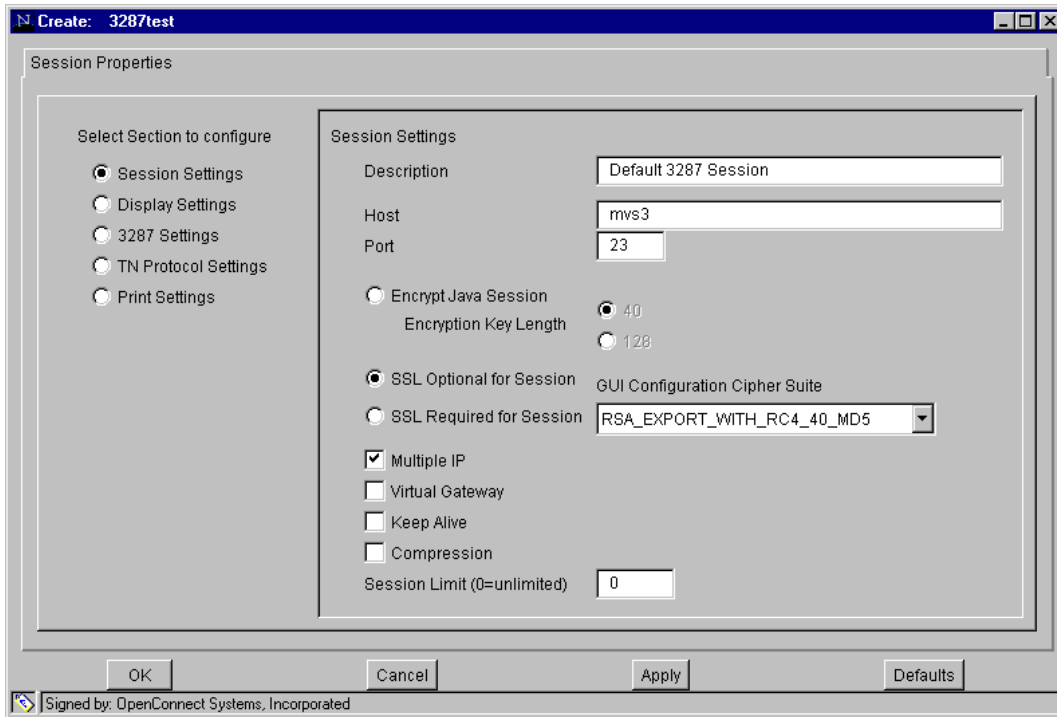 Create: 3287test
Session Properties
Select Section to configure
Session Settings
Display Settings
3287 Settings
TN Protocol Settings
Print Settings
Session Settings
Description
Default 3287 Session
Host
mvs3
Port
23
Encrypt Java Session
Encryption Key Length
40
128
SSL Optional for Session
GUI Configuration Cipher Suite
SSL Required for Session
RSA_EXPORT_WITH_RC4_40_MD5
Multiple IP
Virtual Gateway
Keep Alive
Compression
Session Limit (0=unlimited)
0
OK
Cancel
Apply
Defaults
Signed by: OpenConnect Systems, Incorporated